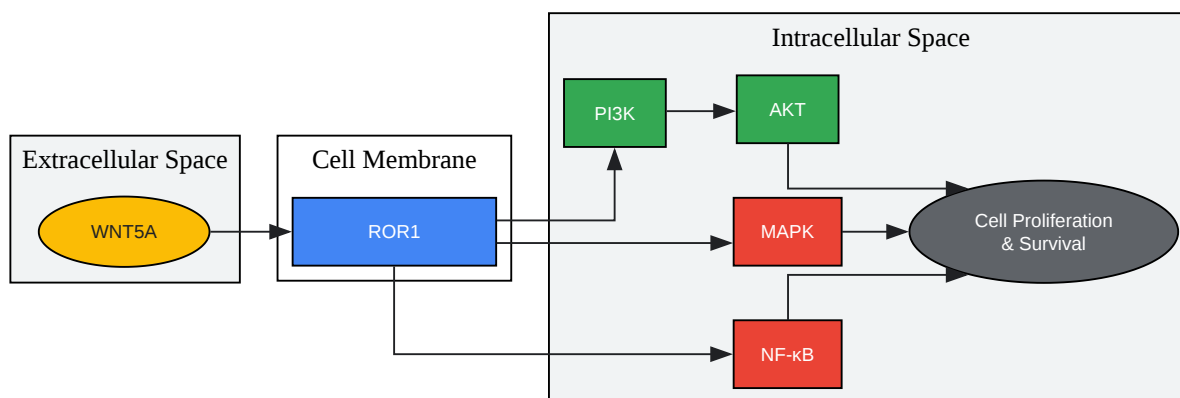 Intracellular Space
PI3K
AKT
Extracellular Space
Cell Membrane
WNT5A
ROR1
MAPK
Cell Proliferation
& Survival
NF-κB